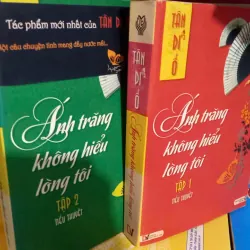 Tác phẩm mới nhất của TÂN DI
Một câu chuyện tình mang đầy nước mắt...
Ánh trăng
không hiểu
lòng tôi
TẬP 2
TIỂU THUYẾT
TÂN
DI
Ổ
Ánh trăng
không hiểu
lòng tôi
TẬP 1
TIỂU THUYẾT